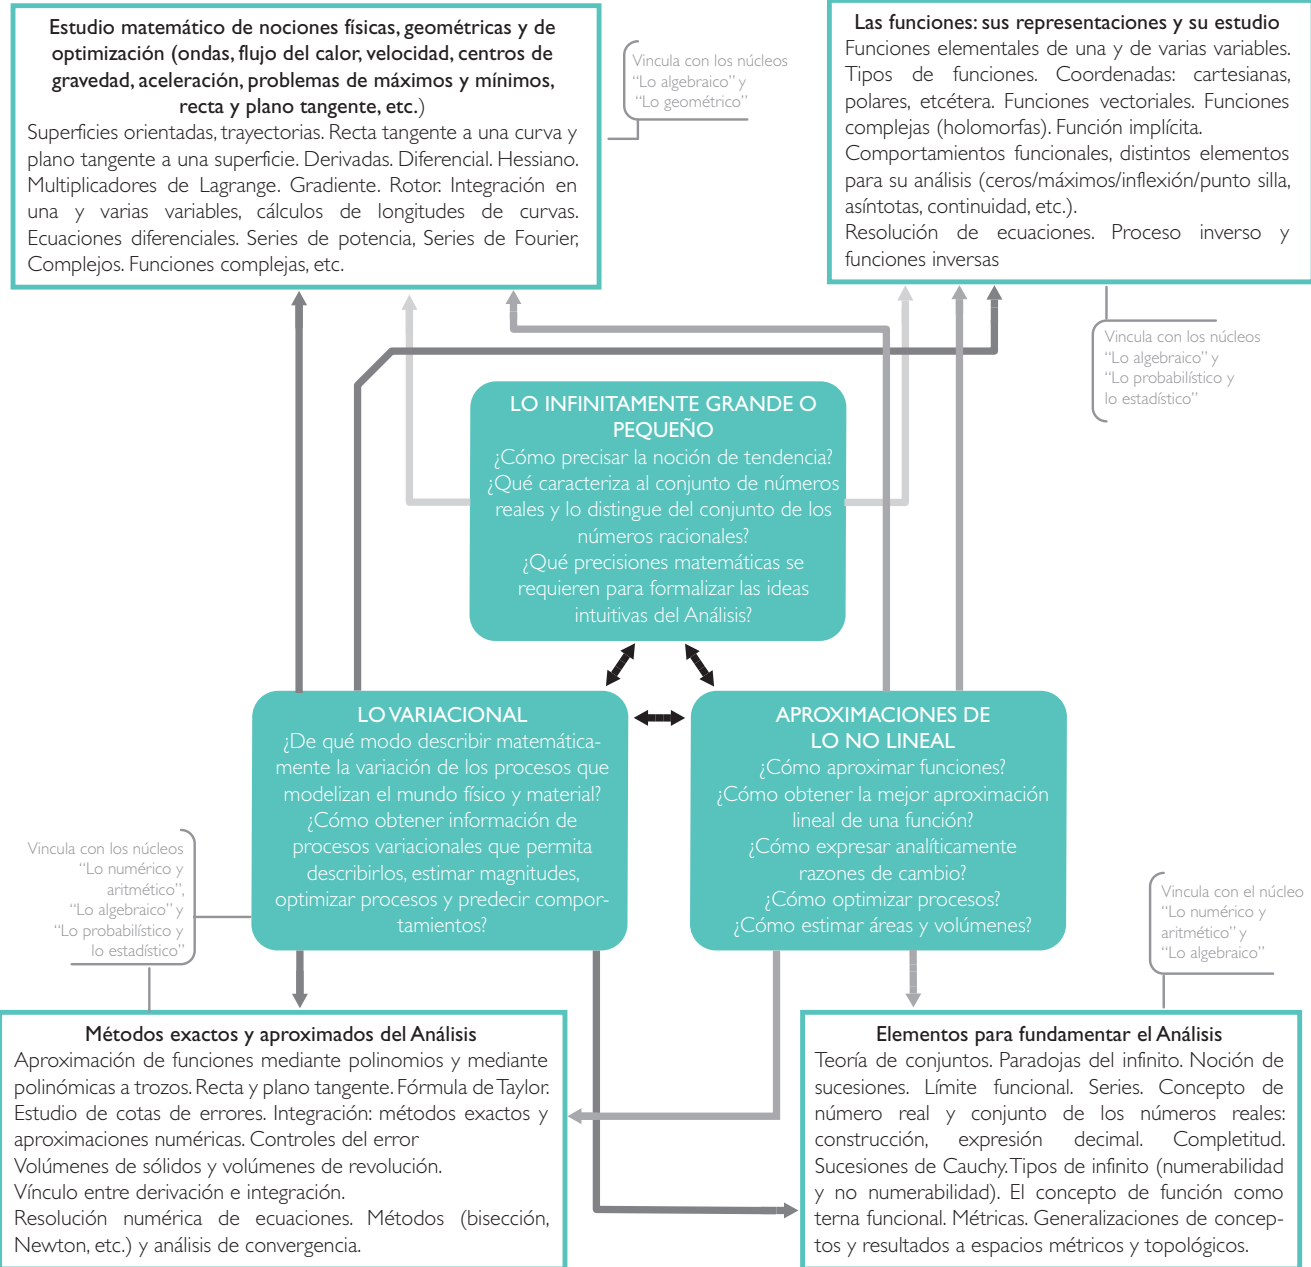 Estudio matemático de nociones físicas, geométricas y de
optimización (ondas, flujo del calor, velocidad, centros de
gravedad, aceleración, problemas de máximos y mínimos,
recta y plano tangente, etc.)
Superficies orientadas, trayectorias. Recta tangente a una curva y
plano tangente a una superficie. Derivadas. Diferencial. Hessiano.
Multiplicadores de Lagrange. Gradiente. Rotor. Integración en
una y varias variables, cálculos de longitudes de curvas.
Ecuaciones diferenciales. Series de potencia, Series de Fourier,
Complejos. Funciones complejas, etc.
Vincula con los núcleos
“Lo algebraico” y
“Lo geométrico”
Las funciones: sus representaciones y su estudio
Funciones elementales de una y de varias variables.
Tipos de funciones. Coordenadas: cartesianas,
polares, etcétera. Funciones vectoriales. Funciones
complejas (holomorfas). Función implícita.
Comportamientos funcionales, distintos elementos
para su análisis (ceros/máximos/inflexión/punto silla,
asíntotas, continuidad, etc.).
Resolución de ecuaciones. Proceso inverso y
funciones inversas
Vincula con los núcleos
“Lo algebraico” y
“Lo probabilístico y
lo estadístico”
LO INFINITAMENTE GRANDE O
PEQUEÑO
¿Cómo precisar la noción de tendencia?
¿Qué caracteriza al conjunto de números
reales y lo distingue del conjunto de los
números racionales?
¿Qué precisiones matemáticas se
requieren para formalizar las ideas
intuitivas del Análisis?
LO VARIACIONAL
¿De qué modo describir matemática-
mente la variación de los procesos que
modelizan el mundo físico y material?
¿Cómo obtener información de
procesos variacionales que permita
describirlos, estimar magnitudes,
optimizar procesos y predecir compor-
tamientos?
APROXIMACIONES DE
LO NO LINEAL
¿Cómo aproximar funciones?
¿Cómo obtener la mejor aproximación
lineal de una función?
¿Cómo expresar analíticamente
razones de cambio?
¿Cómo optimizar procesos?
¿Cómo estimar áreas y volúmenes?
Vincula con los núcleos
“Lo numérico y
aritmético”,
“Lo algebraico” y
“Lo probabilístico y
lo estadístico”
Vincula con el núcleo
“Lo numérico y
aritmético” y
“Lo algebraico”
Métodos exactos y aproximados del Análisis
Aproximación de funciones mediante polinomios y mediante
polinómicas a trozos. Recta y plano tangente. Fórmula de Taylor.
Estudio de cotas de errores. Integración: métodos exactos y
aproximaciones numéricas. Controles del error
Volúmenes de sólidos y volúmenes de revolución.
Vínculo entre derivación e integración.
Resolución numérica de ecuaciones. Métodos (bisección,
Newton, etc.) y análisis de convergencia.
Elementos para fundamentar el Análisis
Teoría de conjuntos. Paradojas del infinito. Noción de
sucesiones. Límite funcional. Series. Concepto de
número real y conjunto de los números reales:
construcción, expresión decimal. Completitud.
Sucesiones de Cauchy. Tipos de infinito (numerabilidad
y no numerabilidad). El concepto de función como
terna funcional. Métricas. Generalizaciones de concep-
tos y resultados a espacios métricos y topológicos.